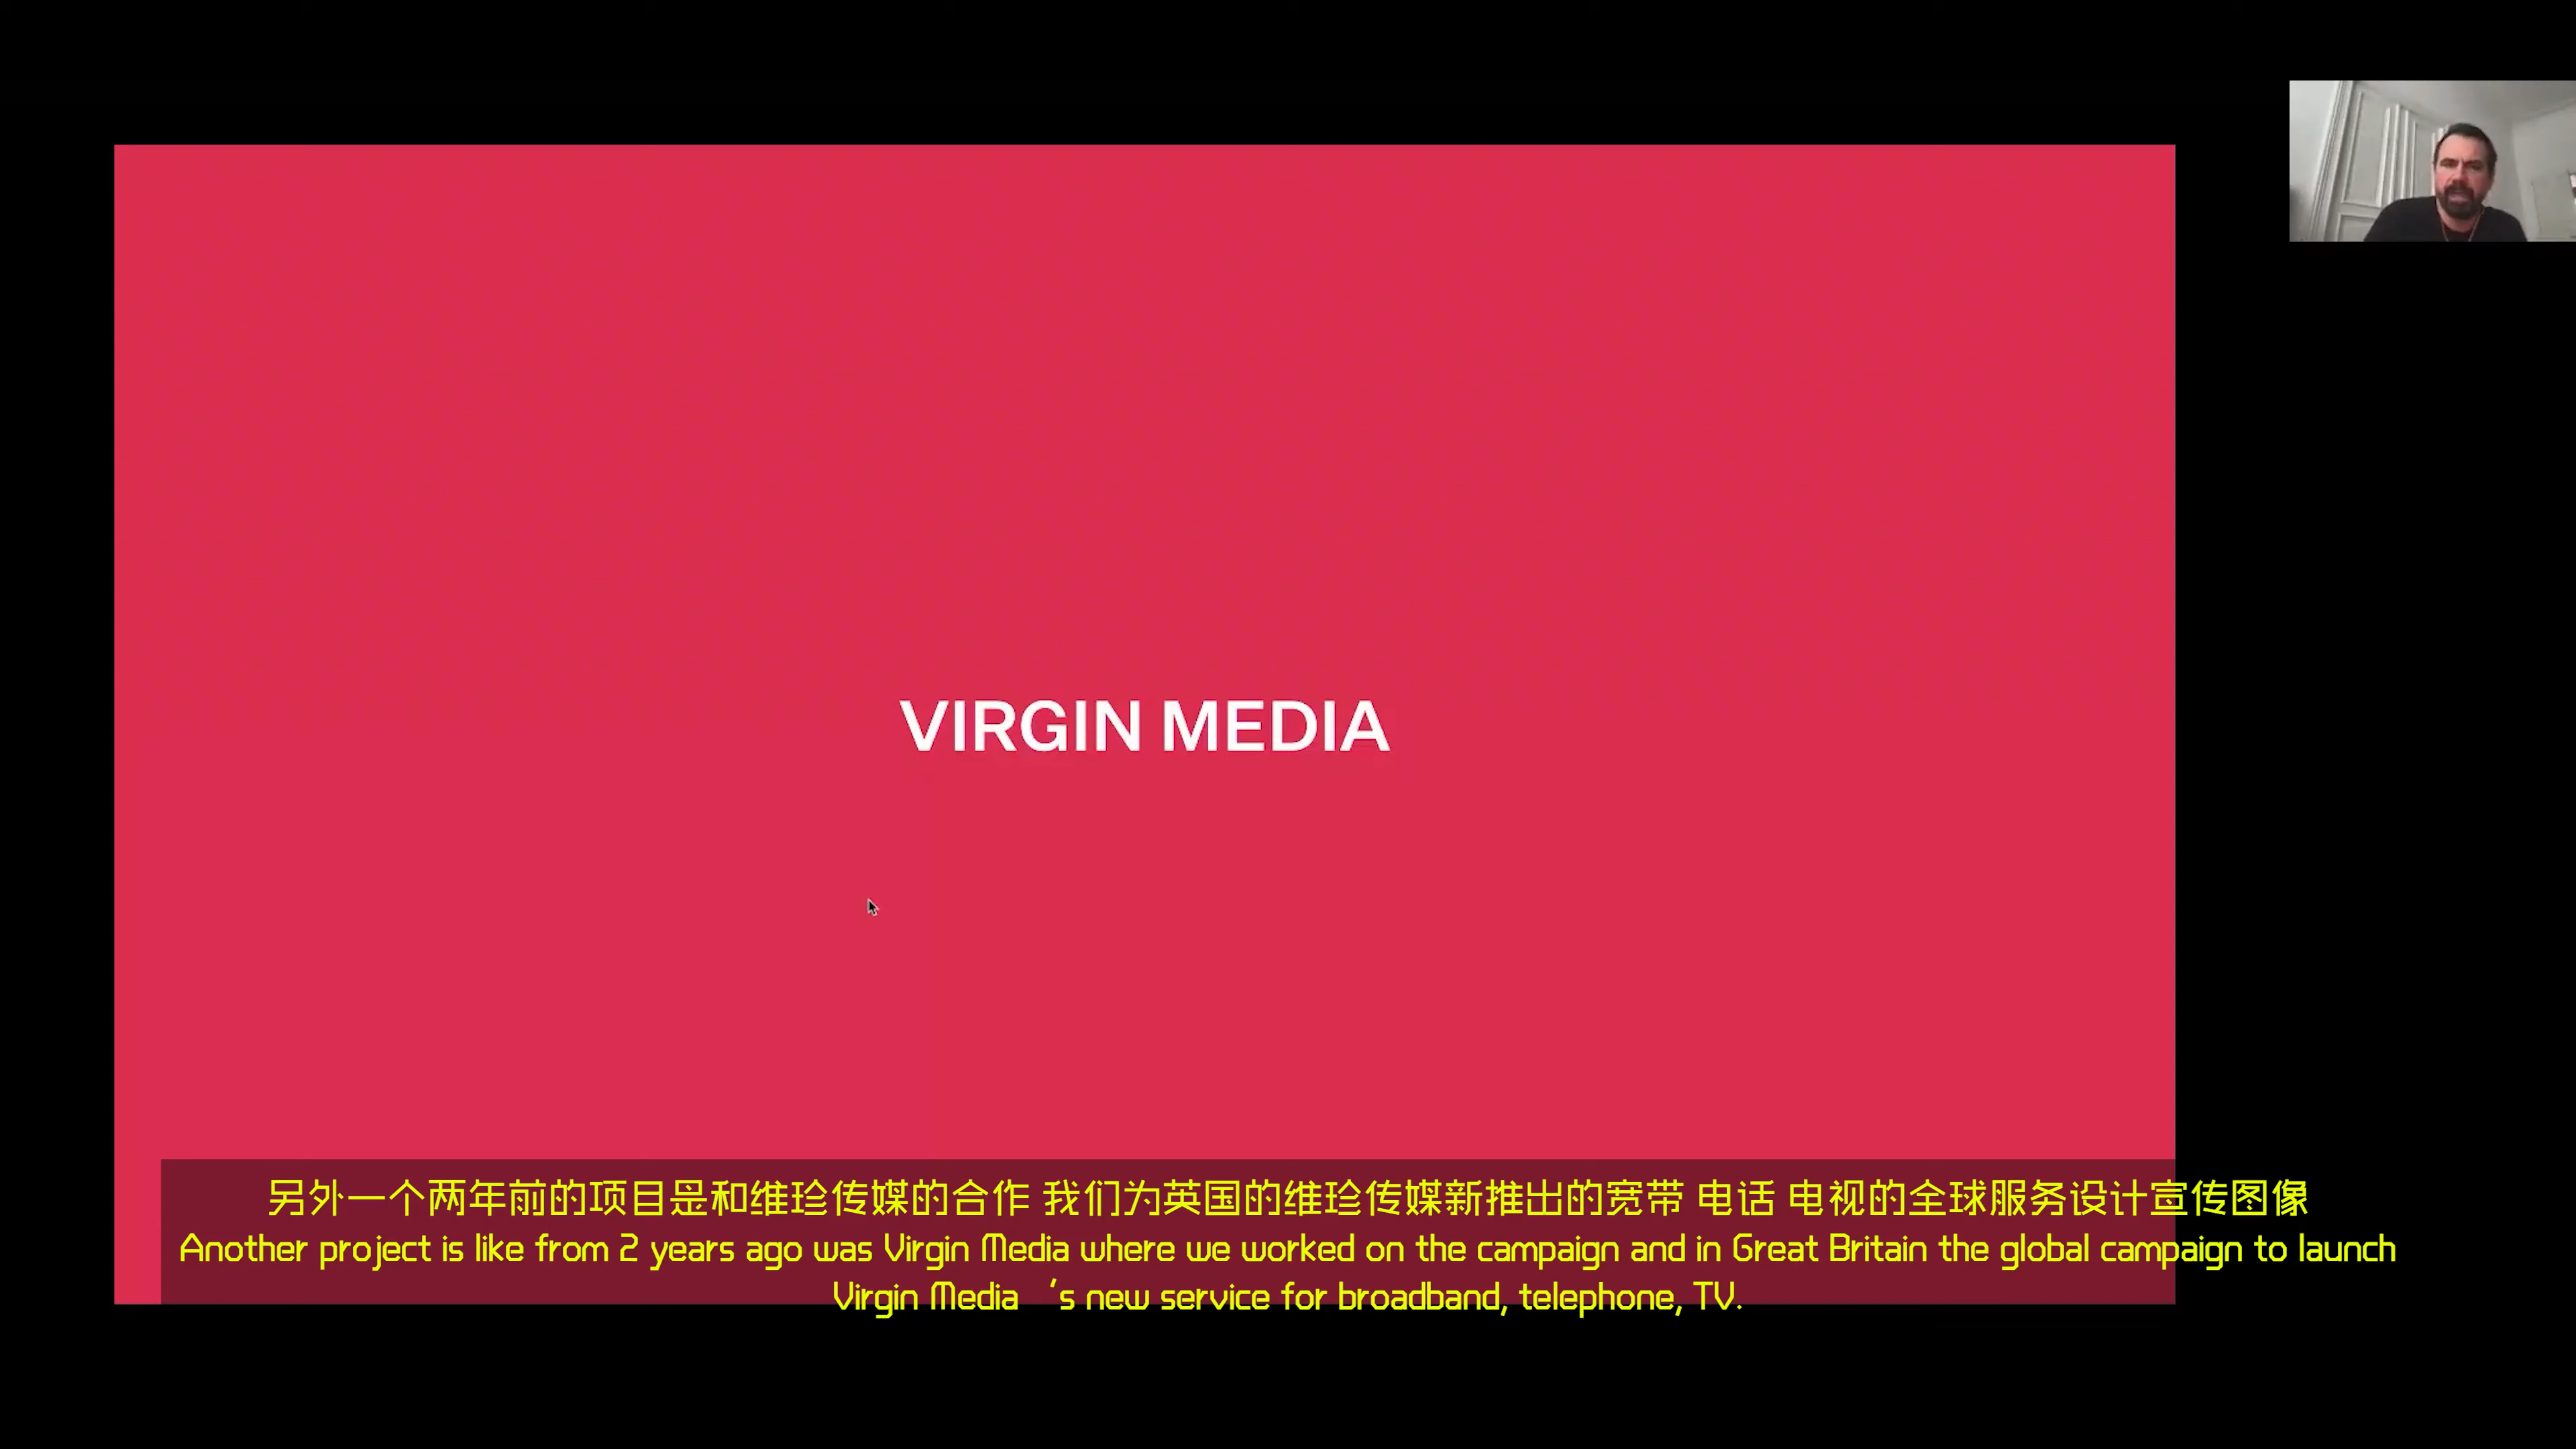 VIRGIN MEDIA
另外一个两年前的项目是和维珍传媒的合作 我们为英国的维珍传媒新推出的宽带 电话 电视的全球服务设计宣传图像
Another project is like from 2 years ago was Virgin Media where we worked on the campaign and in Great Britain the global campaign to launch
Virgin Media ‘s new service for broadband, telephone, TV.